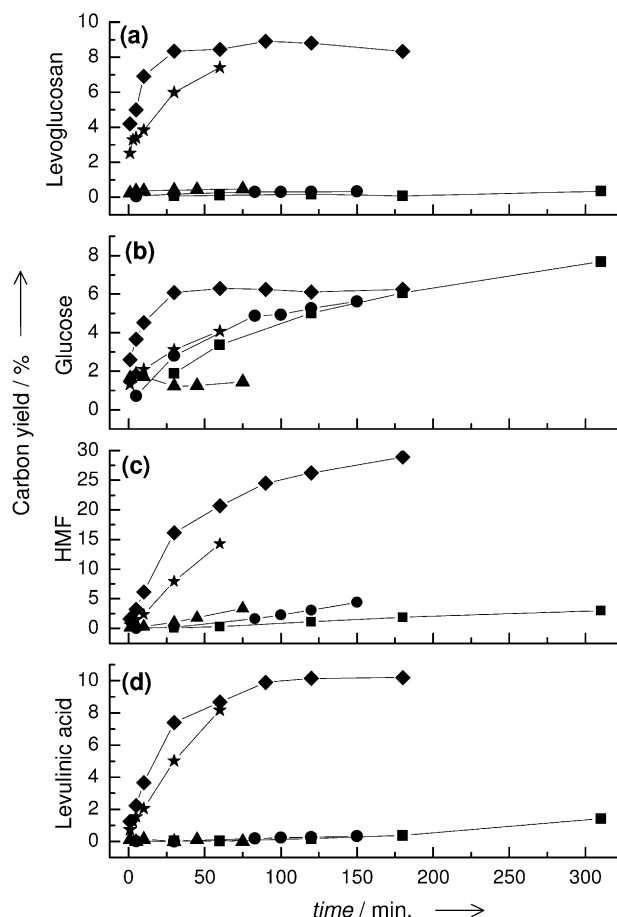 Carbon yield / %
(a)
Levoglucosan
10
8
6
4
2
0
(b)
Glucose
8
6
4
2
0
(c)
HMF
30
25
20
15
10
5
0
(d)
Levulinic acid
10
8
6
4
2
0
0 50 100 150 200 250 300
time / min.